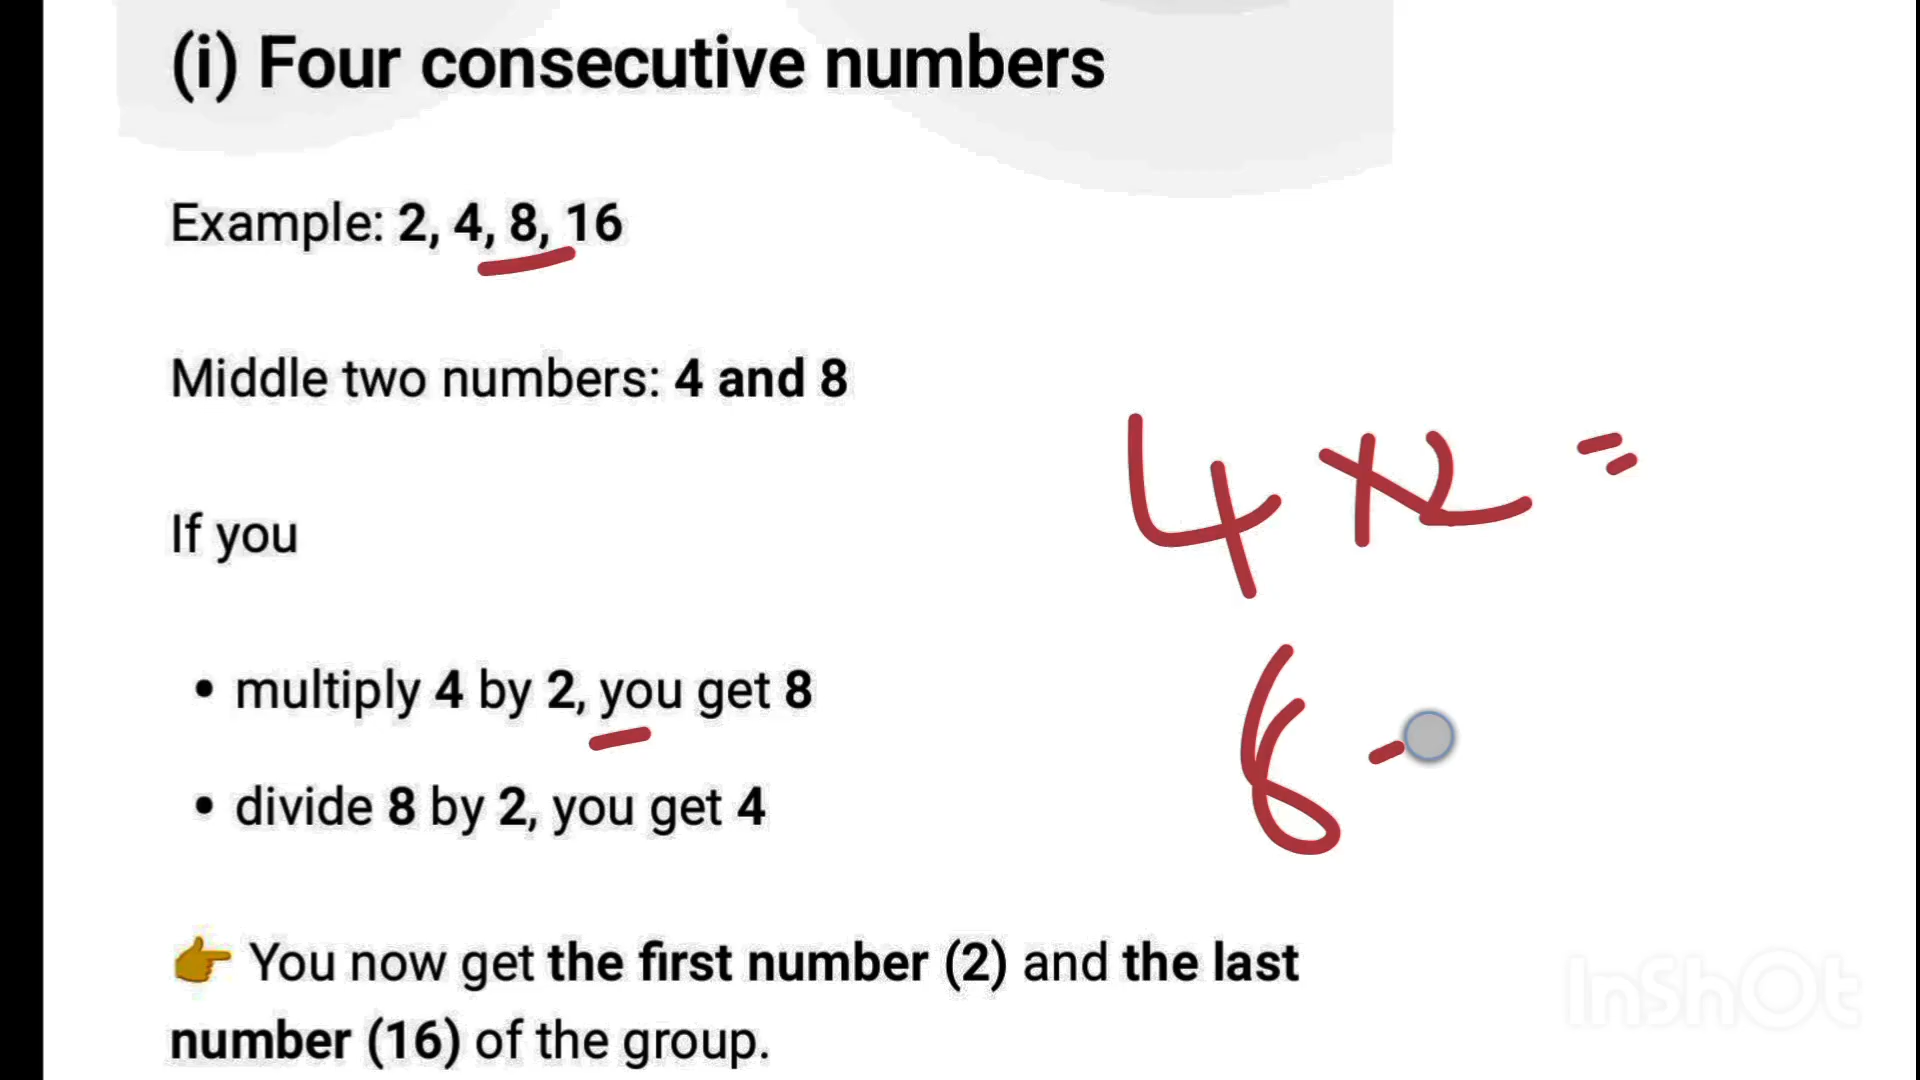 (i) Four consecutive numbers
Example: 2, 4, 8, 16
Middle two numbers: 4 and 8
4 x 2 =
If you
• multiply 4 by 2, you get 8
8 -
• divide 8 by 2, you get 4
👉 You now get the first number (2) and the last
number (16) of the group.
InShOt